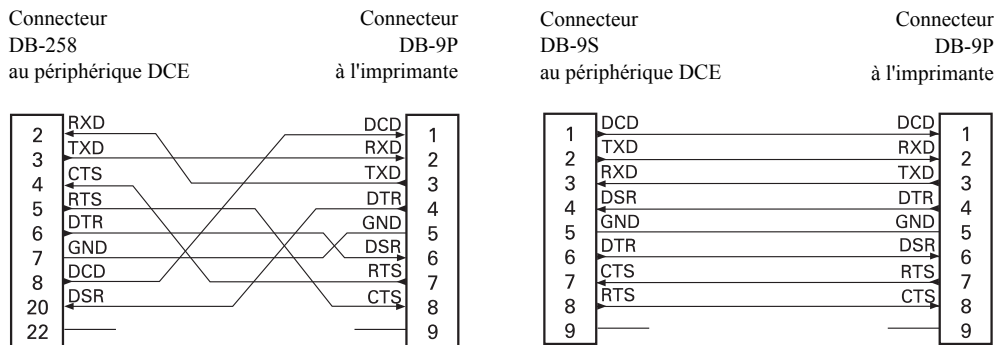 Connecteur
DB-258
au périphérique DCE
Connecteur
DB-9P
à l'imprimante
2 RXD DCD 1
3 TXD RXD 2
4 CTS TXD 3
5 RTS DTR 4
6 DTR GND 5
7 GND DSR 6
8 DCD RTS 7
20 DSR CTS 8
22 9
Connecteur
DB-9S
au périphérique DCE
Connecteur
DB-9P
à l'imprimante
1 DCD DCD 1
2 TXD RXD 2
3 RXD TXD 3
4 DSR DTR 4
5 GND GND 5
6 DTR DSR 6
7 CTS RTS 7
8 RTS CTS 8
9 9